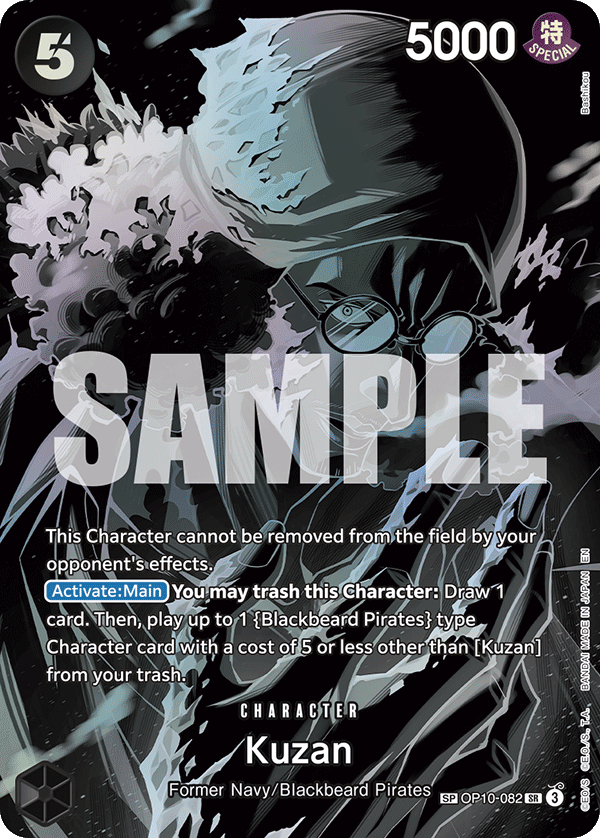 5
5000
特
SPECIAL
Bashikou
SAMPLE
This Character cannot be removed from the field by your
opponent's effects.
Activate:Main You may trash this Character: Draw 1
card. Then, play up to 1 {Blackbeard Pirates} type
Character card with a cost of 5 or less other than [Kuzan]
from your trash.
CHARACTER
Kuzan
Former Navy/Blackbeard Pirates
SP OP10-082 SR 3
©E.O./S. ©E.O./S., T.A. BANDAI MADE IN JAPAN EN